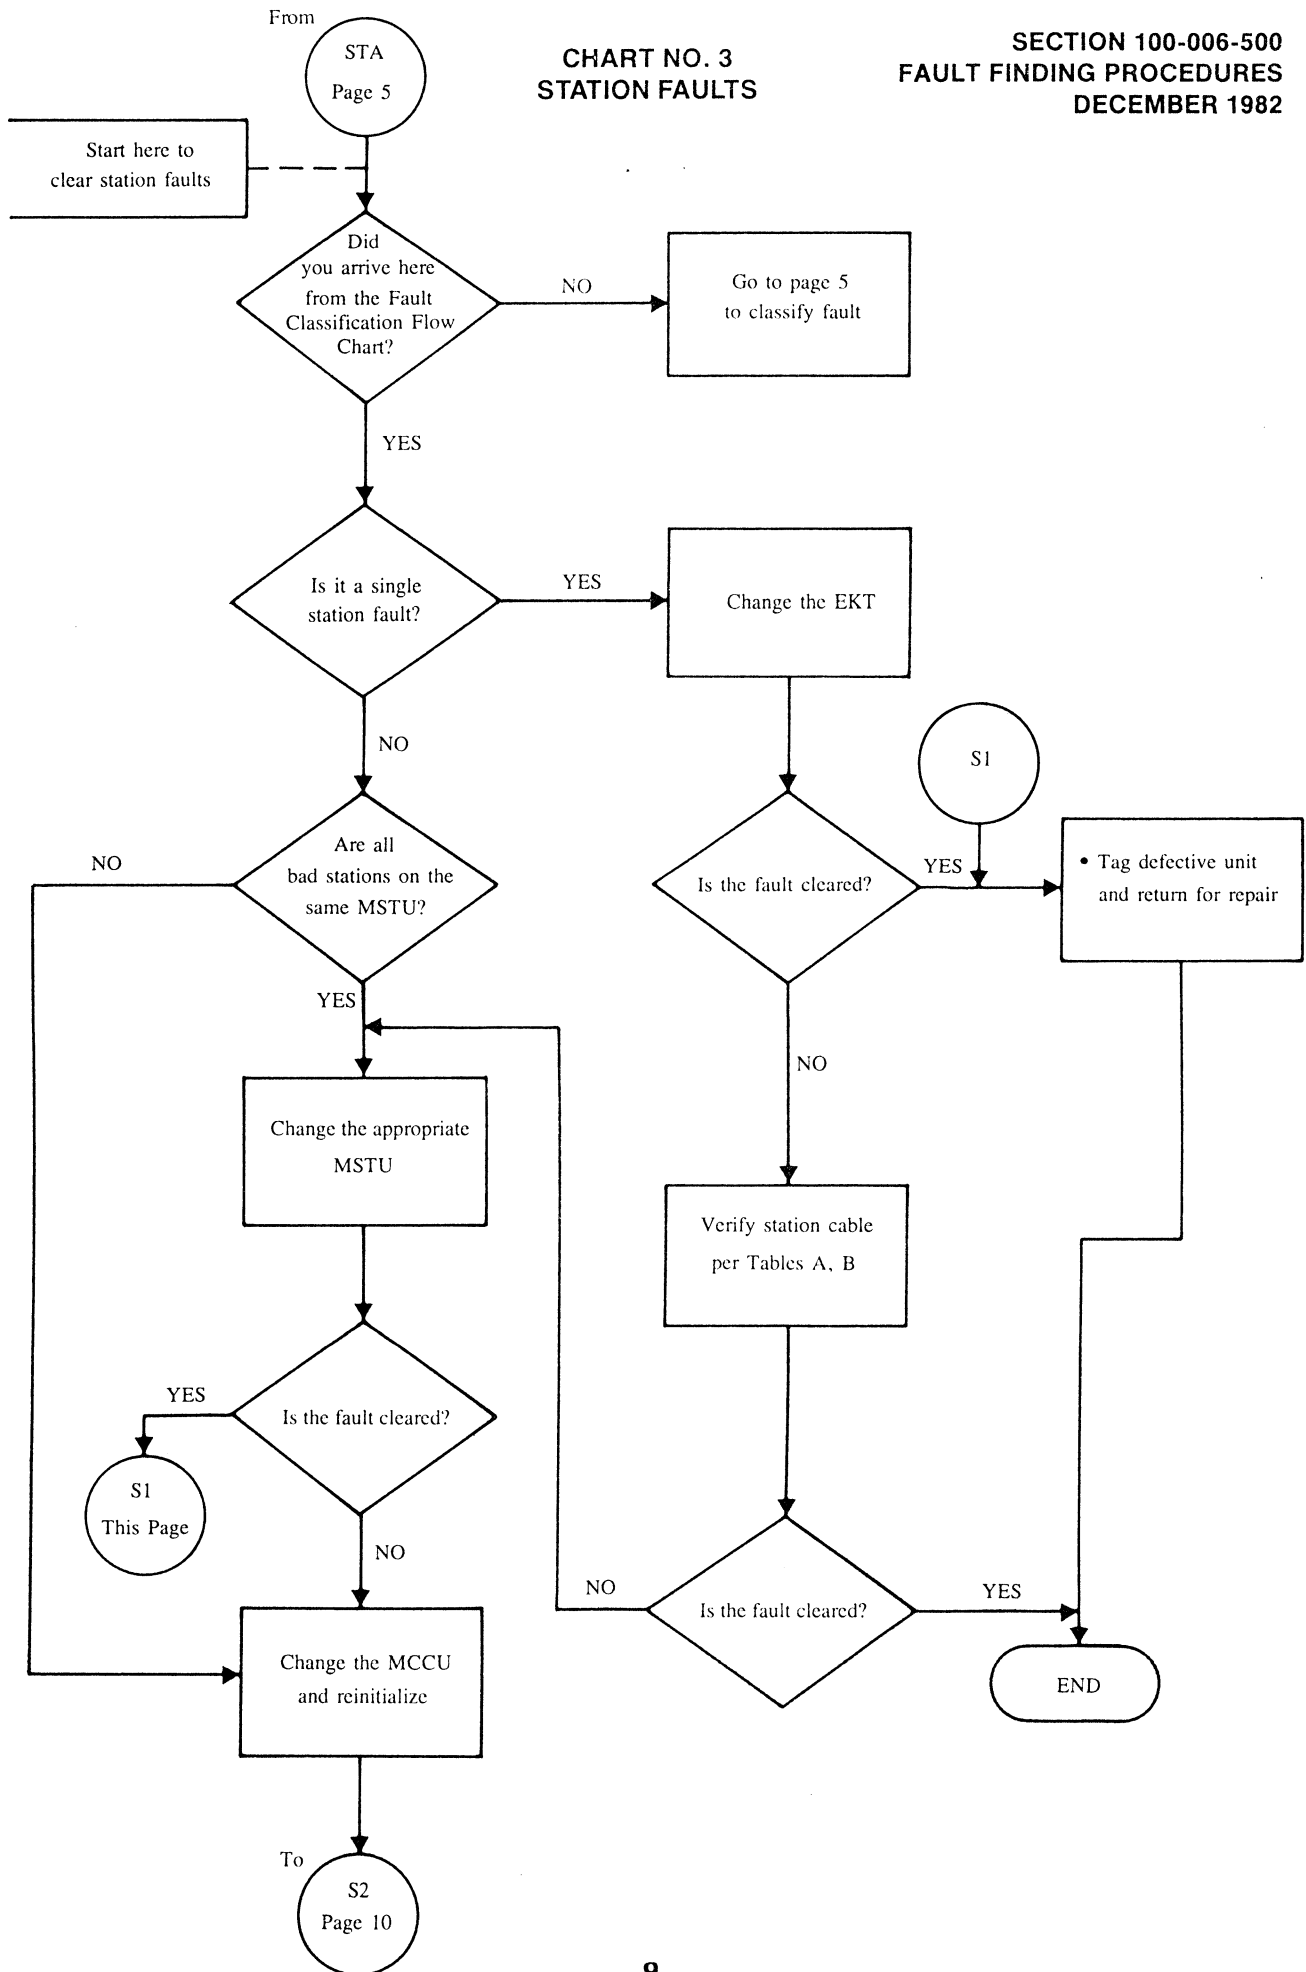 From
STA
Page 5
CHART NO. 3
STATION FAULTS
SECTION 100-006-500
FAULT FINDING PROCEDURES
DECEMBER 1982
Start here to
clear station faults
Did
you arrive here
from the Fault
Classification Flow
Chart?
NO
Go to page 5
to classify fault
YES
Is it a single
station fault?
YES
Change the EKT
NO
S1
Are all
bad stations on the
same MSTU?
NO
Is the fault cleared?
YES
• Tag defective unit
and return for repair
YES
NO
Change the appropriate
MSTU
Verify station cable
per Tables A, B
Is the fault cleared?
YES
S1
This Page
NO
Is the fault cleared?
NO
YES
Change the MCCU
and reinitialize
END
To
S2
Page 10
9